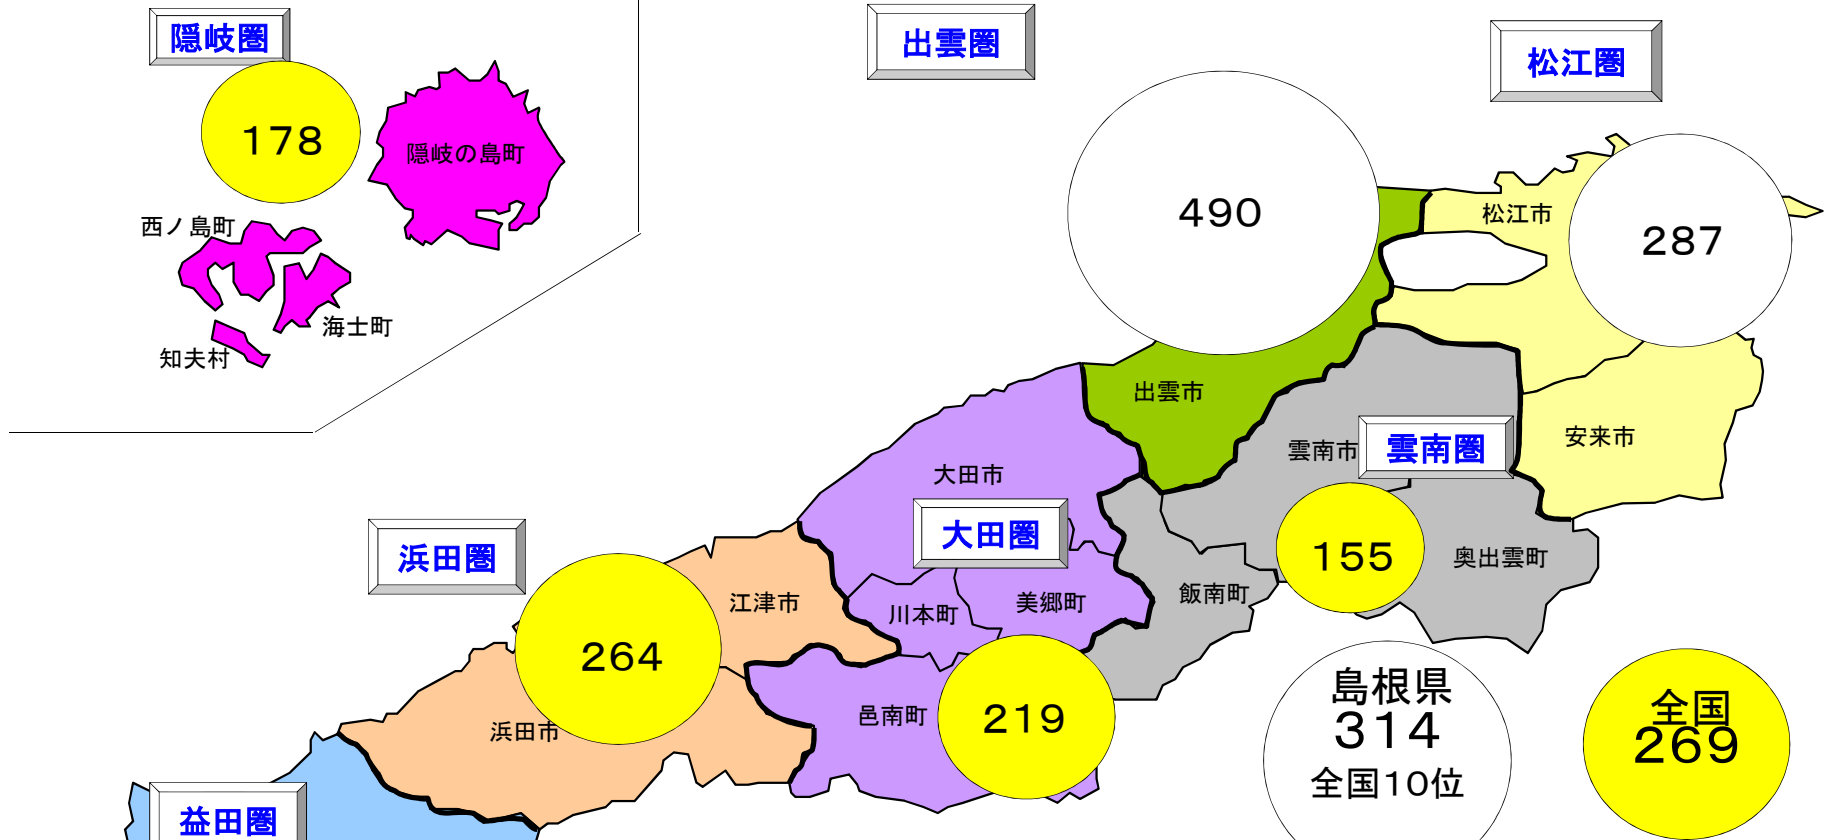 隠岐圏
出雲圏
松江圏
178
隠岐の島町
490
松江市
287
西ノ島町
海士町
知夫村
出雲市
安来市
雲南市
雲南圏
大田市
大田圏
浜田圏
155
奥出雲町
江津市
川本町
美郷町
飯南町
264
島根県
314
全国10位
全国
269
邑南町
219
浜田市
益田圏